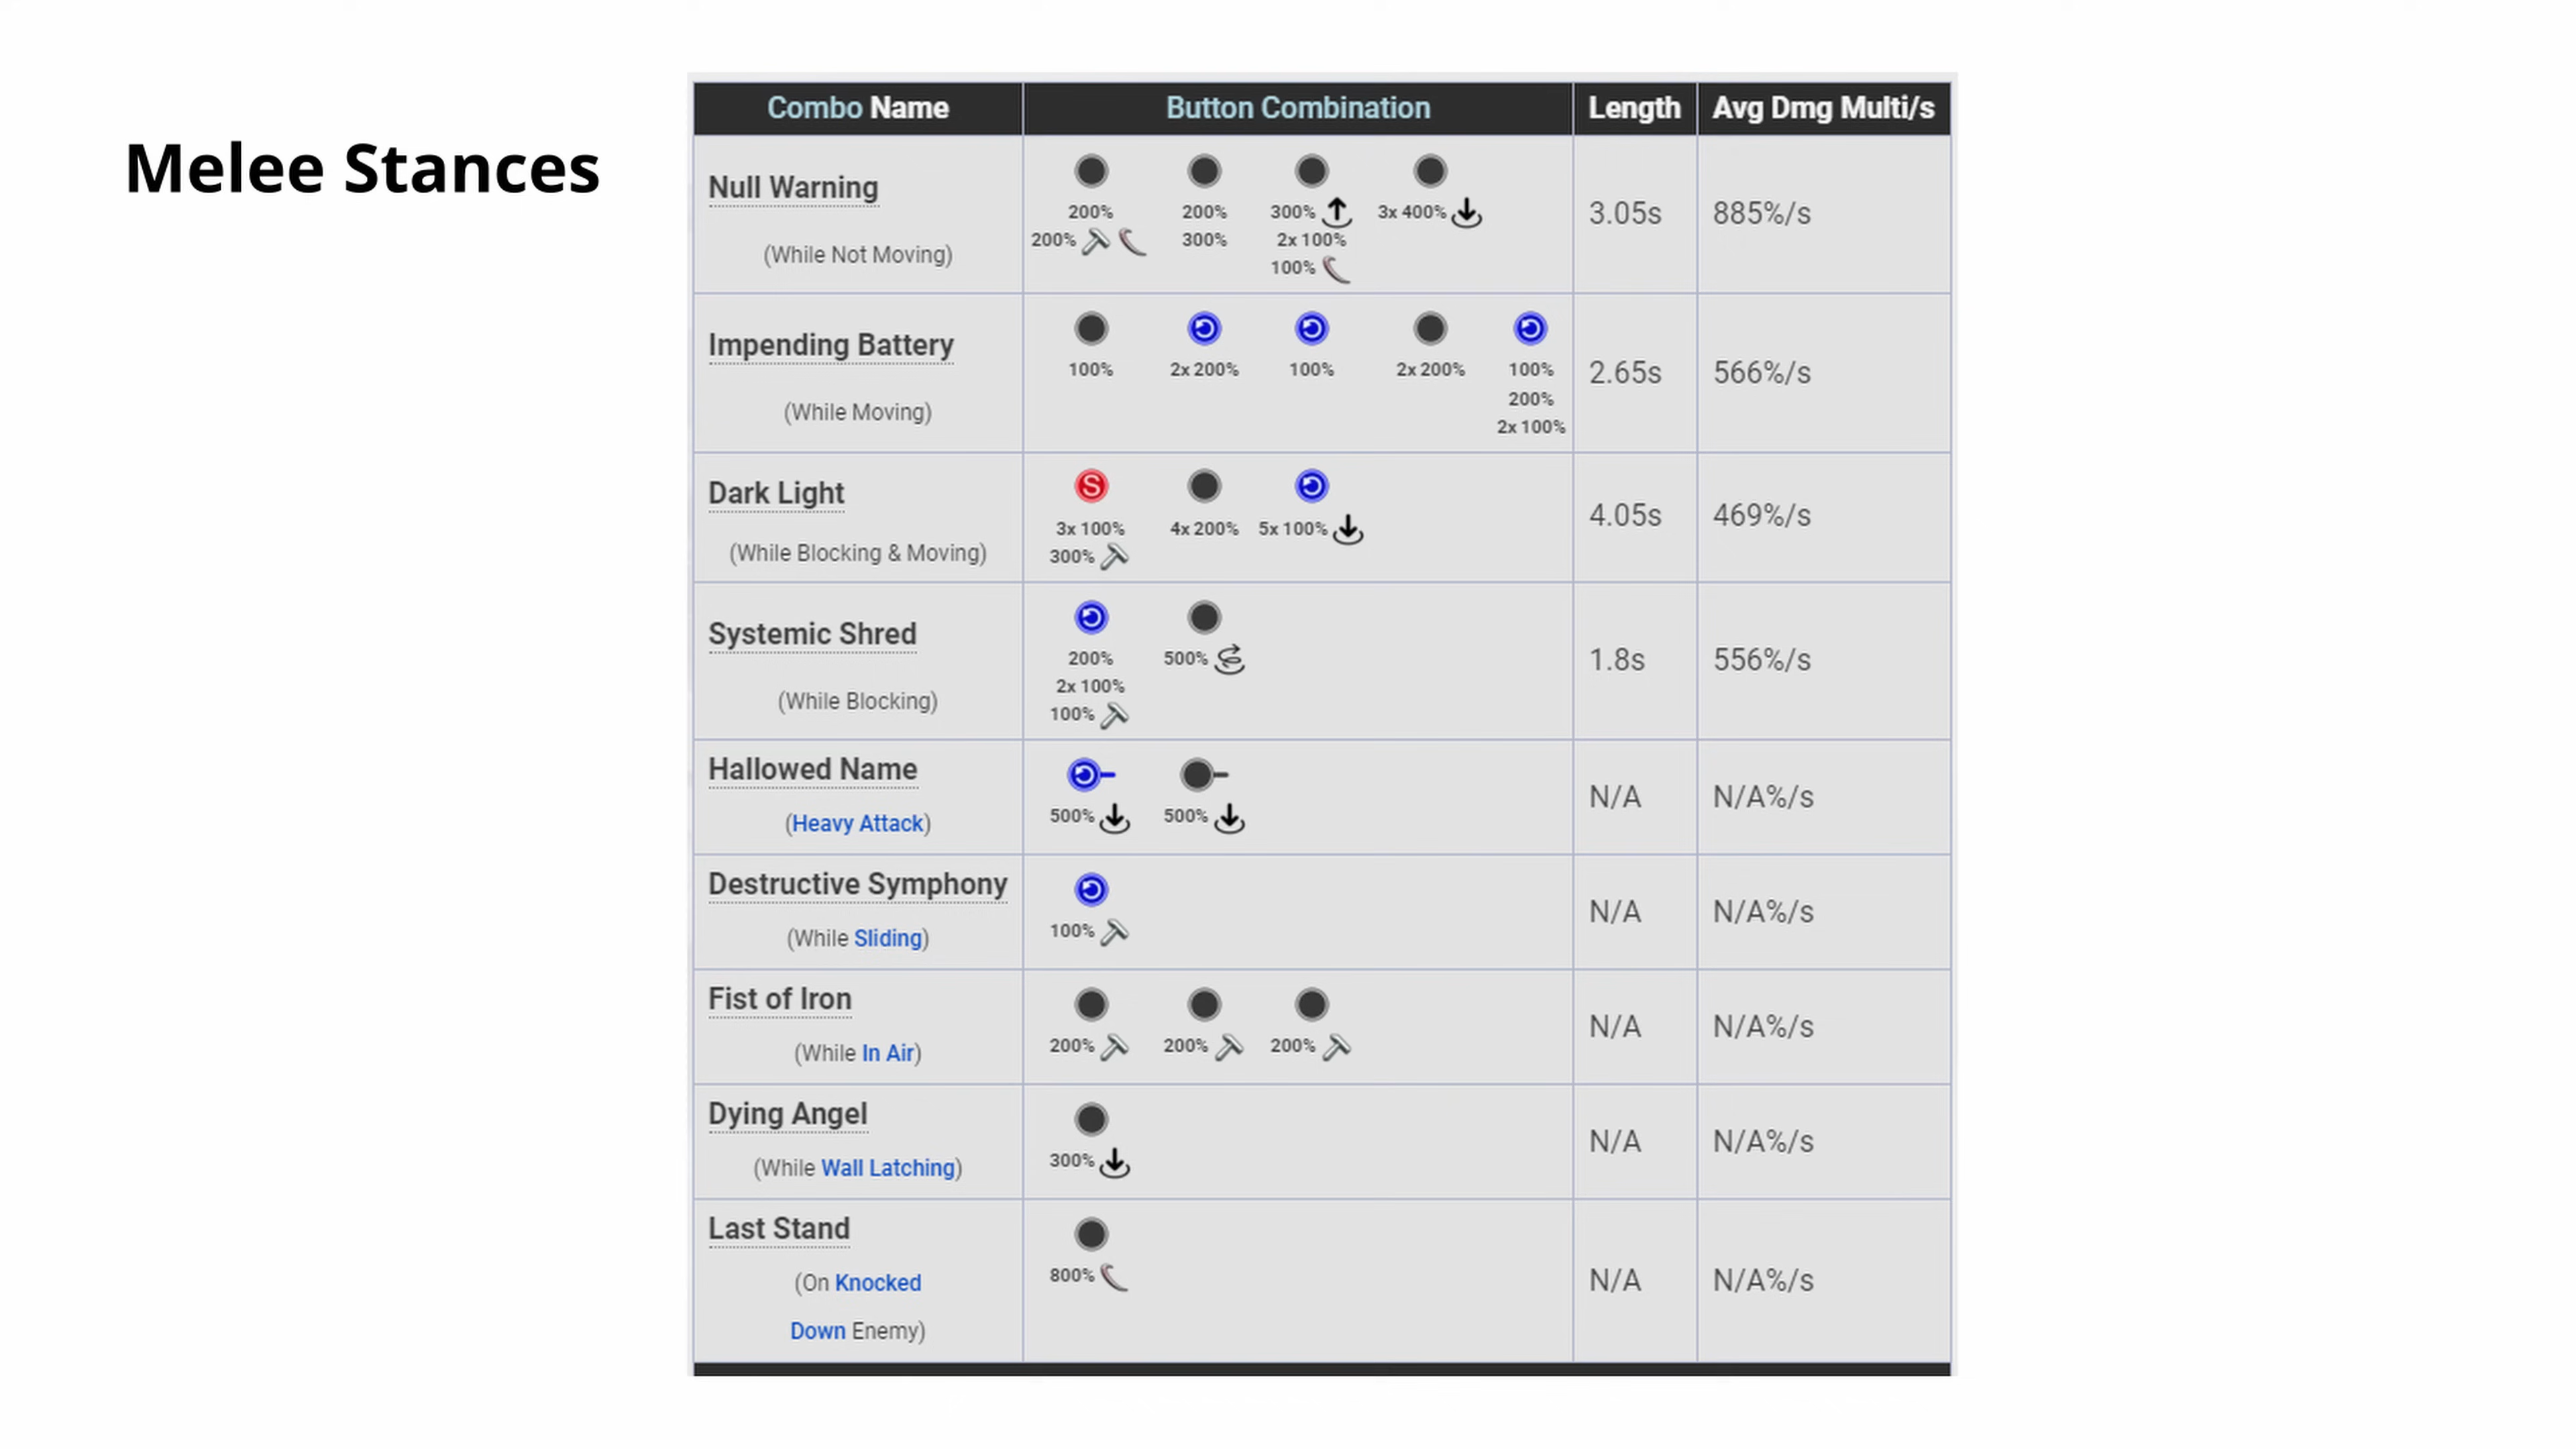 Melee Stances
Combo Name Button Combination Length Avg Dmg Multi/s
Null Warning
(While Not Moving)
200% 200% 300% 3x 400%
200% 300% 2x 100%
100%
3.05s 885%/s
Impending Battery
(While Moving)
100% 2x 200% 100% 2x 200% 100%
200%
2x 100%
2.65s 566%/s
Dark Light
(While Blocking & Moving)
S
3x 100% 4x 200% 5x 100%
300%
4.05s 469%/s
Systemic Shred
(While Blocking)
200% 500%
2x 100%
100%
1.8s 556%/s
Hallowed Name
(Heavy Attack)
500% 500%
N/A N/A%/s
Destructive Symphony
(While Sliding)
100%
N/A N/A%/s
Fist of Iron
(While In Air)
200% 200% 200%
N/A N/A%/s
Dying Angel
(While Wall Latching)
300%
N/A N/A%/s
Last Stand
(On Knocked
Down Enemy)
800%
N/A N/A%/s